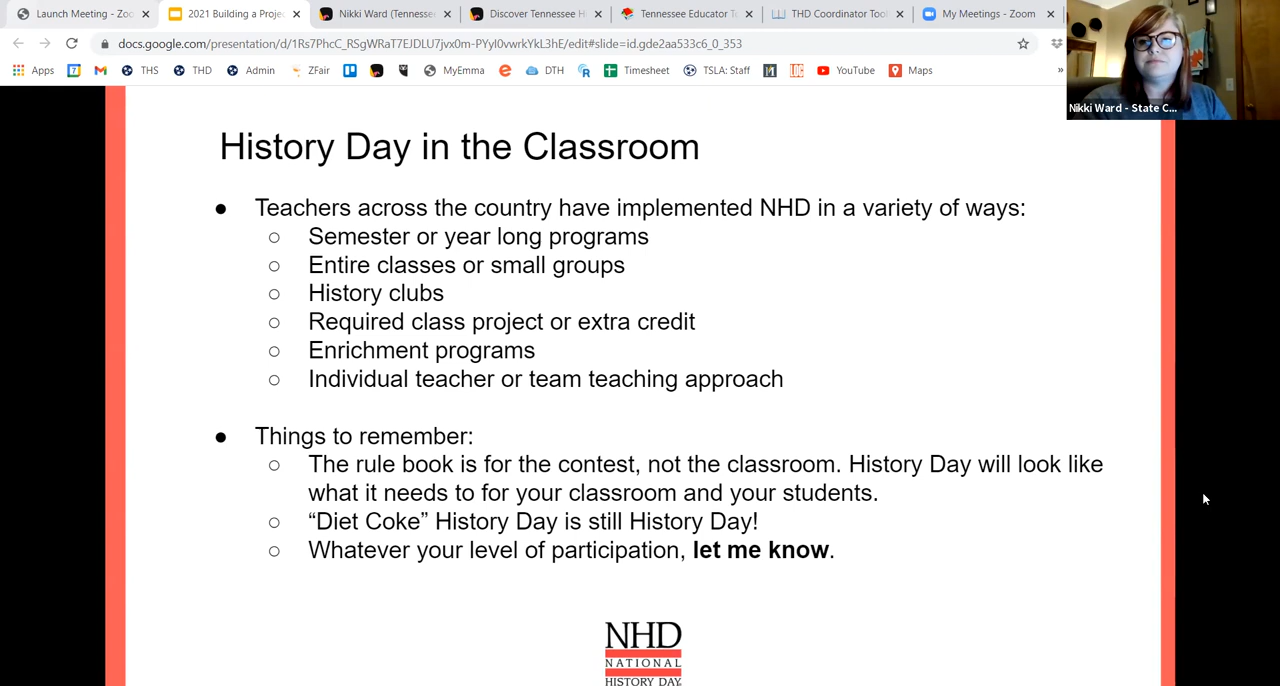 Launch Meeting - Zoo
2021 Building a Proje
Nikki Ward (Tennesse
Discover Tennessee H
Tennessee Educator T
THD Coordinator Tool
My Meetings - Zoom
docs.google.com/presentation/d/1Rs7PhcC_RSgWRaT7EJDLU7jvx0m-PYyI0vwrkYkL3hE/edit#slide=id.gde2aa533c6_0_353
Apps
THS
THD
Admin
ZFair
MyEmma
DTH
Timesheet
TSLA: Staff
YouTube
Maps
»
Nikki Ward - State C...
History Day in the Classroom
● Teachers across the country have implemented NHD in a variety of ways:
○ Semester or year long programs
○ Entire classes or small groups
○ History clubs
○ Required class project or extra credit
○ Enrichment programs
○ Individual teacher or team teaching approach
● Things to remember:
○ The rule book is for the contest, not the classroom. History Day will look like
what it needs to for your classroom and your students.
○ “Diet Coke” History Day is still History Day!
○ Whatever your level of participation, let me know.
NHD
NATIONAL
HISTORY DAY